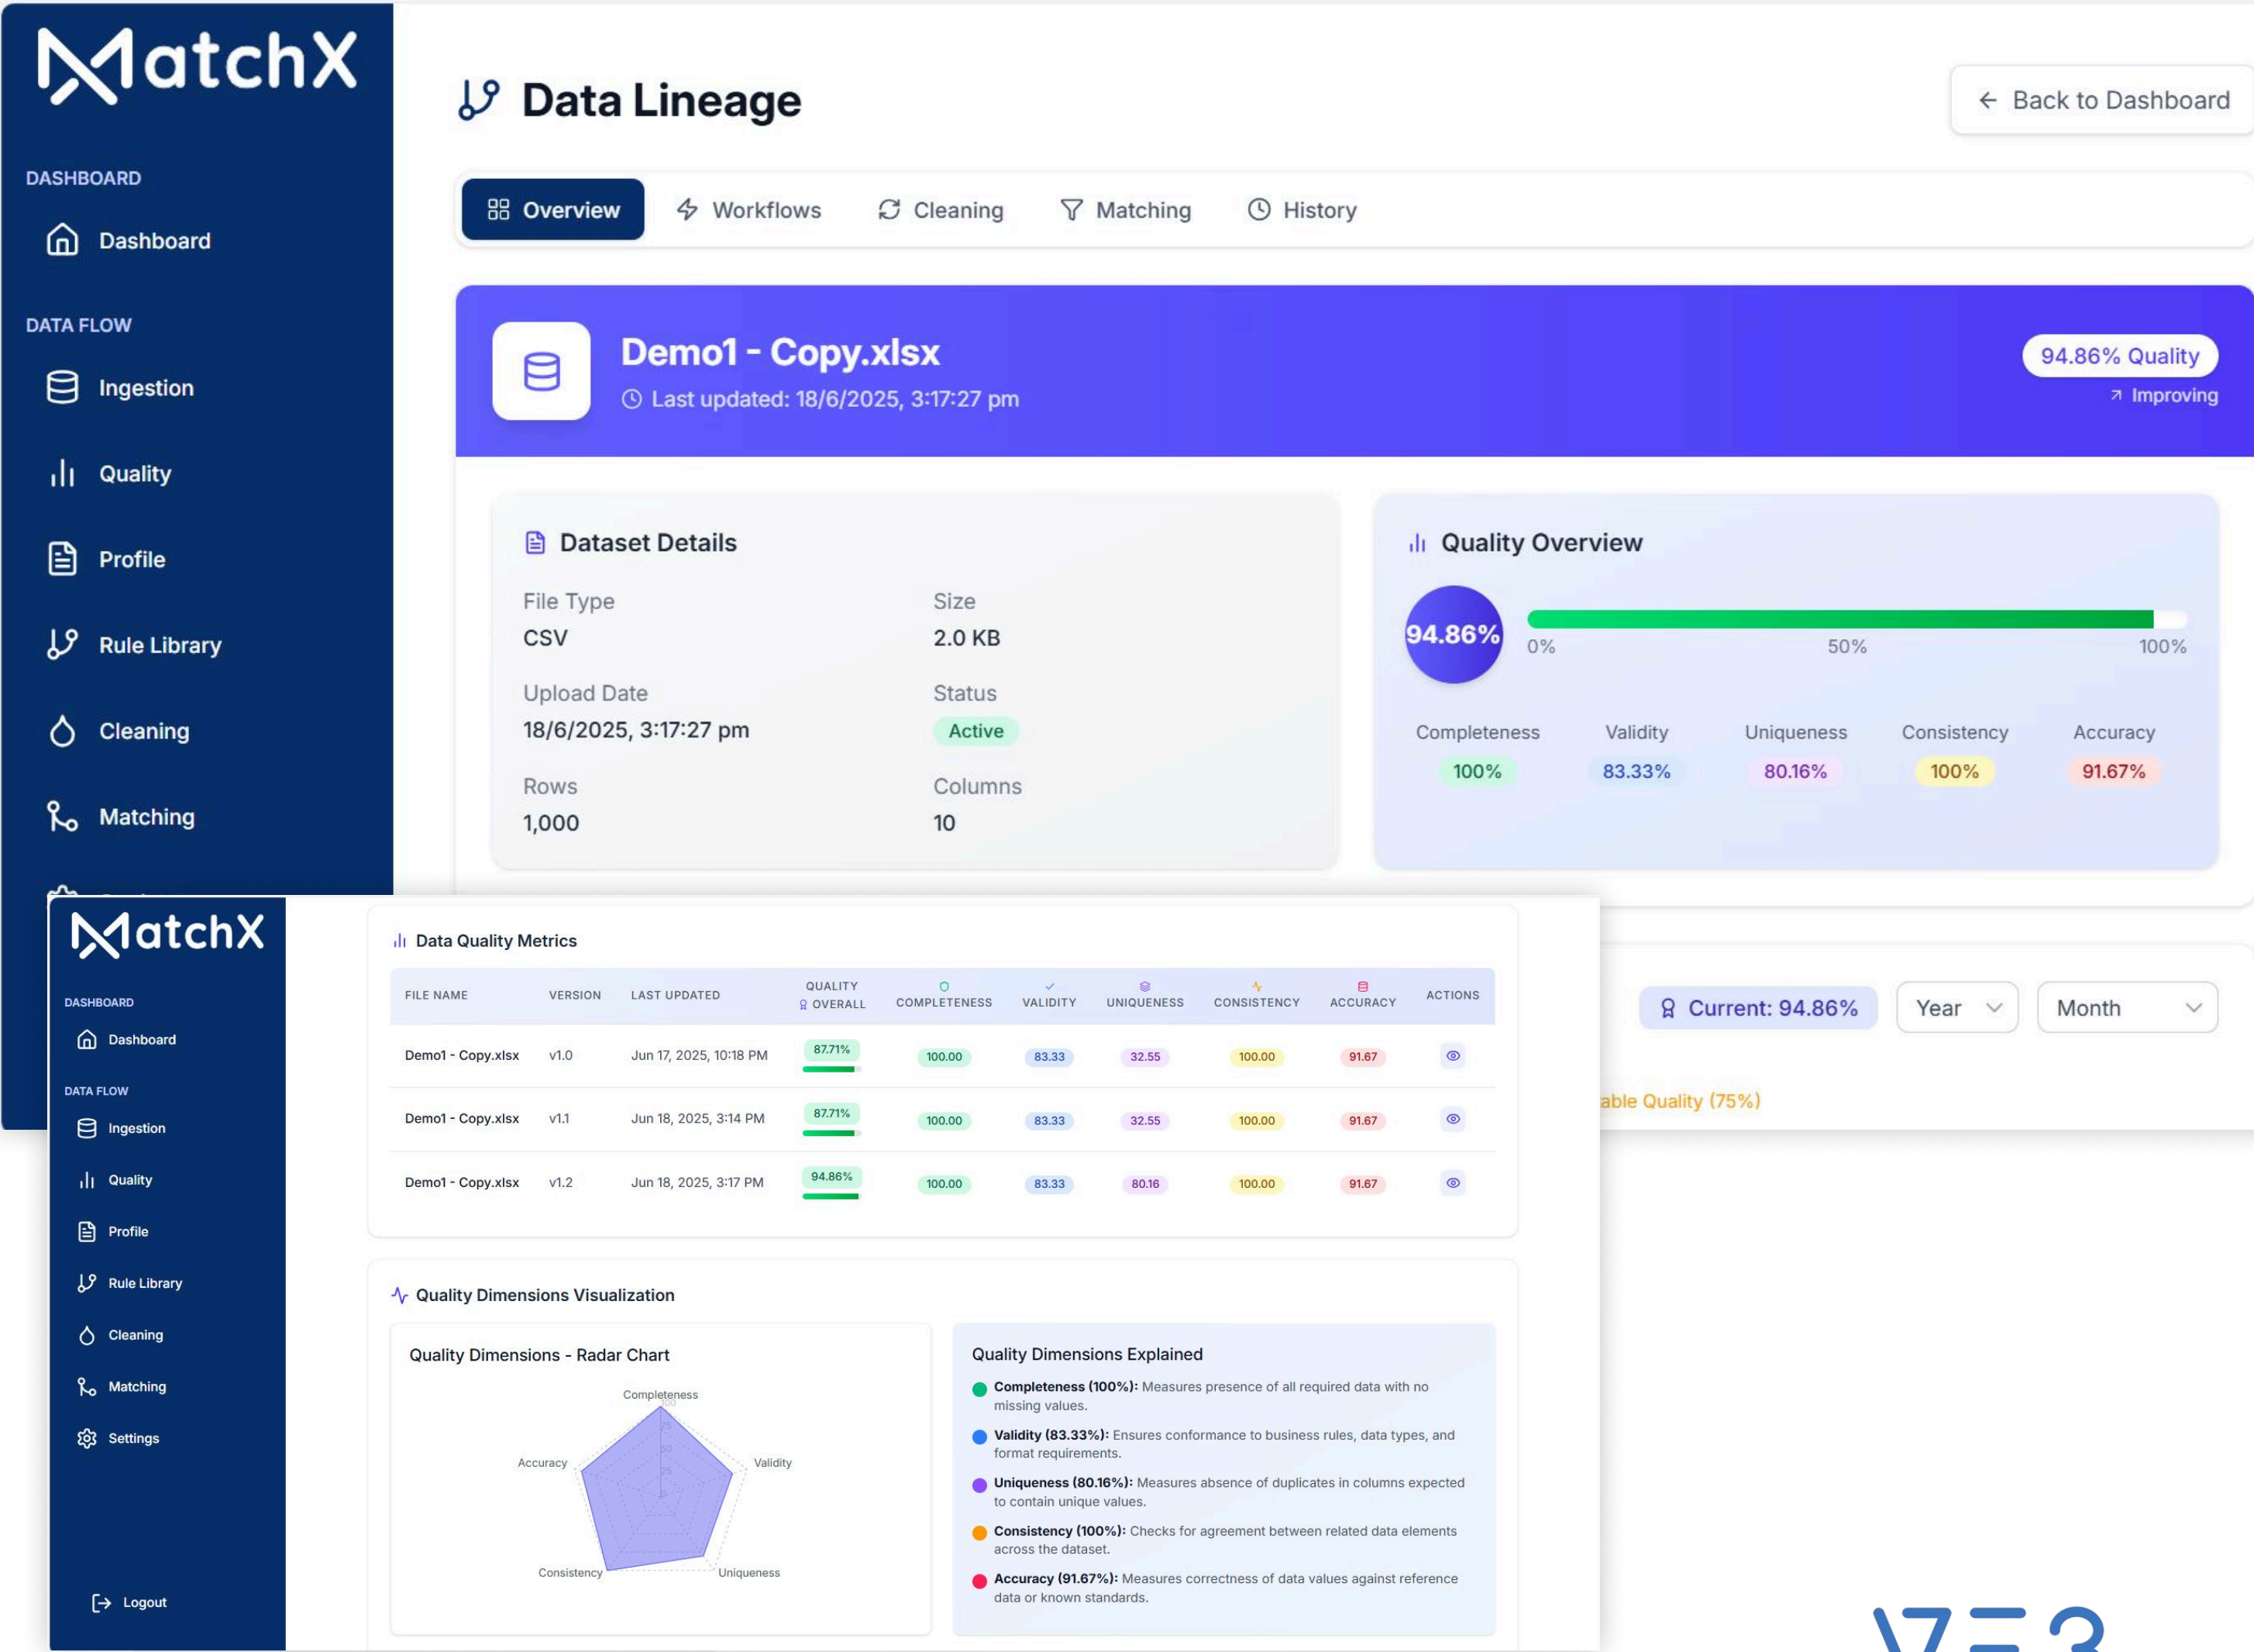 MatchX
DASHBOARD
Dashboard
DATA FLOW
Ingestion
Quality
Profile
Rule Library
Cleaning
Matching
Data Lineage
Back to Dashboard
Overview
Workflows
Cleaning
Matching
History
Demo1 - Copy.xlsx
Last updated: 18/6/2025, 3:17:27 pm
94.86% Quality
Improving
Dataset Details
File Type
Size
CSV
2.0 KB
Upload Date
Status
18/6/2025, 3:17:27 pm
Active
Rows
Columns
1,000
10
Quality Overview
94.86%
0% 50% 100%
Completeness Validity Uniqueness Consistency Accuracy
100% 83.33% 80.16% 100% 91.67%
Current: 94.86%
Year
Month
able Quality (75%)
MatchX
DASHBOARD
Dashboard
DATA FLOW
Ingestion
Quality
Profile
Rule Library
Cleaning
Matching
Settings
Logout
Data Quality Metrics
FILE NAME VERSION LAST UPDATED QUALITY OVERALL COMPLETENESS VALIDITY UNIQUENESS CONSISTENCY ACCURACY ACTIONS
Demo1 - Copy.xlsx v1.0 Jun 17, 2025, 10:18 PM 87.71% 100.00 83.33 32.55 100.00 91.67
Demo1 - Copy.xlsx v1.1 Jun 18, 2025, 3:14 PM 87.71% 100.00 83.33 32.55 100.00 91.67
Demo1 - Copy.xlsx v1.2 Jun 18, 2025, 3:17 PM 94.86% 100.00 83.33 80.16 100.00 91.67
Quality Dimensions Visualization
Quality Dimensions - Radar Chart
Completeness
100
75
50
25
0
Accuracy
Validity
Consistency
Uniqueness
Quality Dimensions Explained
Completeness (100%): Measures presence of all required data with no
missing values.
Validity (83.33%): Ensures conformance to business rules, data types, and
format requirements.
Uniqueness (80.16%): Measures absence of duplicates in columns expected
to contain unique values.
Consistency (100%): Checks for agreement between related data elements
across the dataset.
Accuracy (91.67%): Measures correctness of data values against reference
data or known standards.